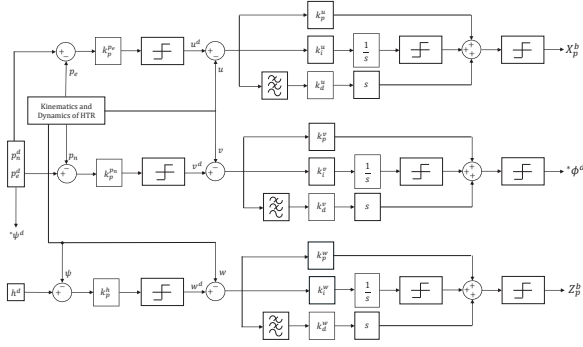 k_p^u
k_p^{p_e}
u^d
k_i^u
1/s
X_p^b
p_e
u
k_d^u
s
Kinematics and
Dynamics of HTR
p_n
v
k_p^v
p_n^d
p_e^d
k_p^{p_n}
v^d
k_i^v
1/s
*ϕ^d
k_d^v
s
*ψ^d
ψ
w
k_p^w
h^d
k_p^h
w^d
k_i^w
1/s
Z_p^b
k_d^w
s